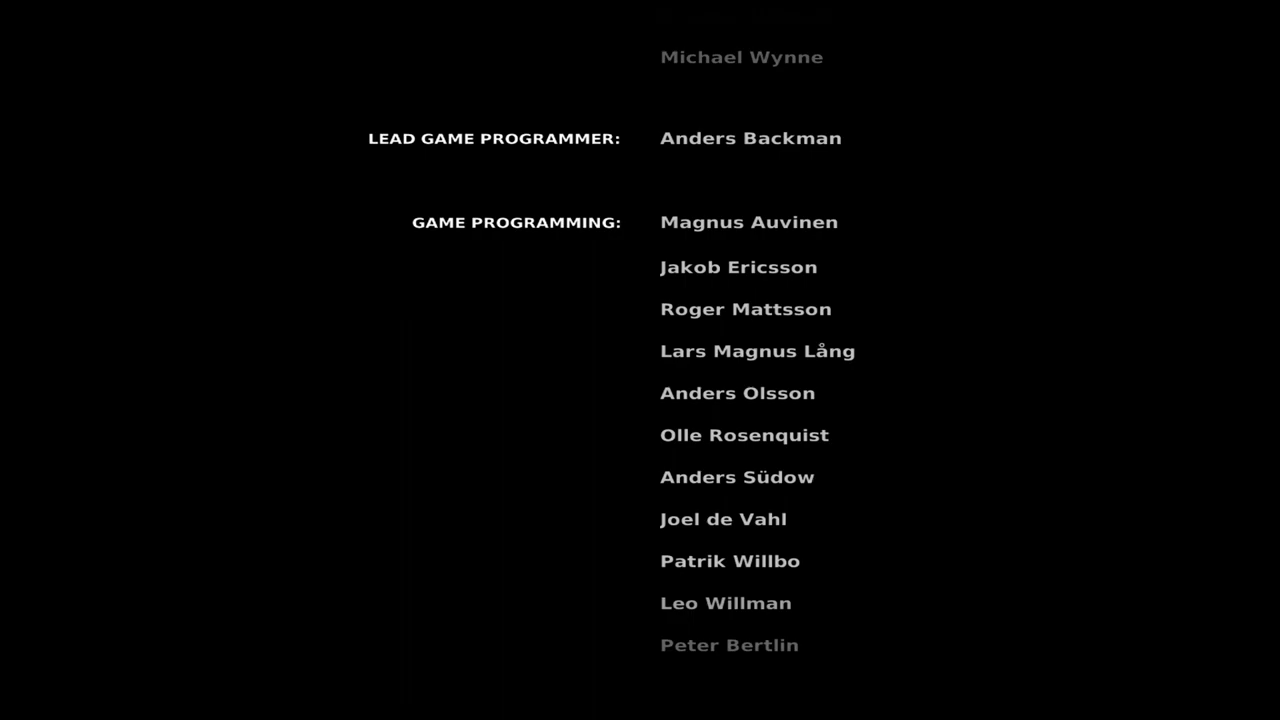 Michael Wynne
LEAD GAME PROGRAMMER: Anders Backman
GAME PROGRAMMING: Magnus Auvinen
Jakob Ericsson
Roger Mattsson
Lars Magnus Lång
Anders Olsson
Olle Rosenquist
Anders Südow
Joel de Vahl
Patrik Willbo
Leo Willman
Peter Bertlin